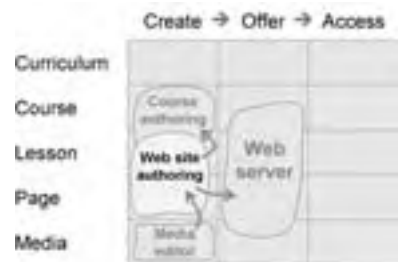 Create → Offer → Access
Curriculum
Course
Course
authoring
Lesson
Web site
authoring
Web
server
Page
Media
Media
editor